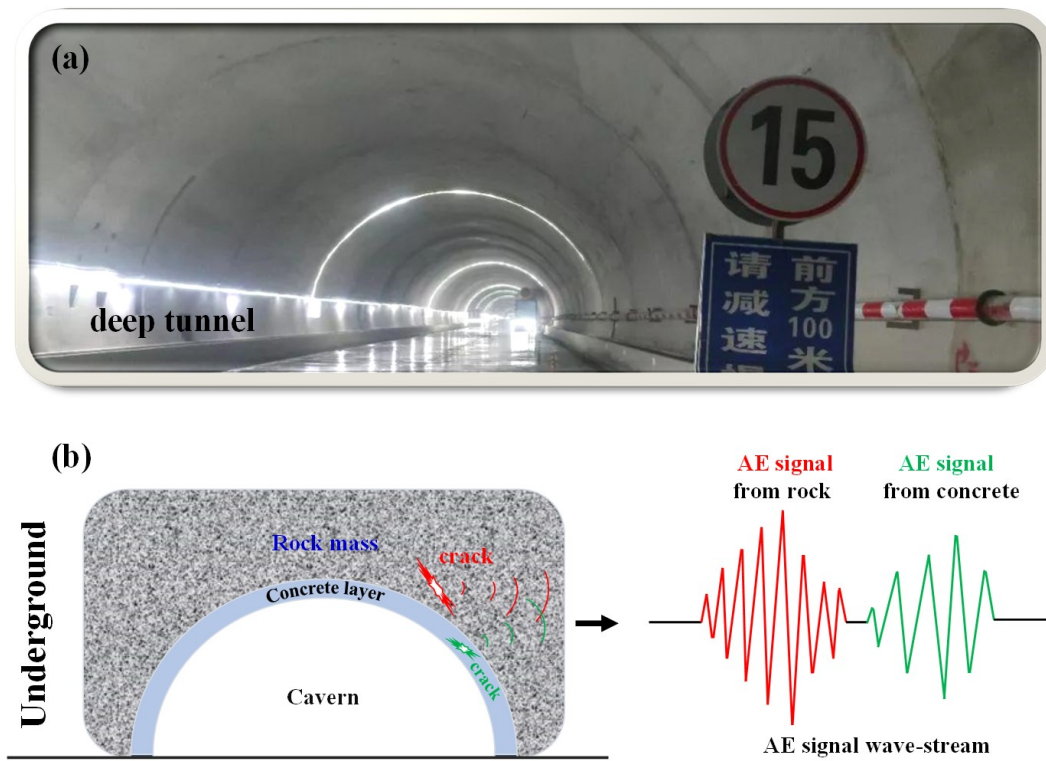 (a)
15
前方100米
请减速
deep tunnel
(b)
AE signal
from rock
AE signal
from concrete
Underground
Rock mass
crack
Concrete layer
crack
Cavern
AE signal wave-stream